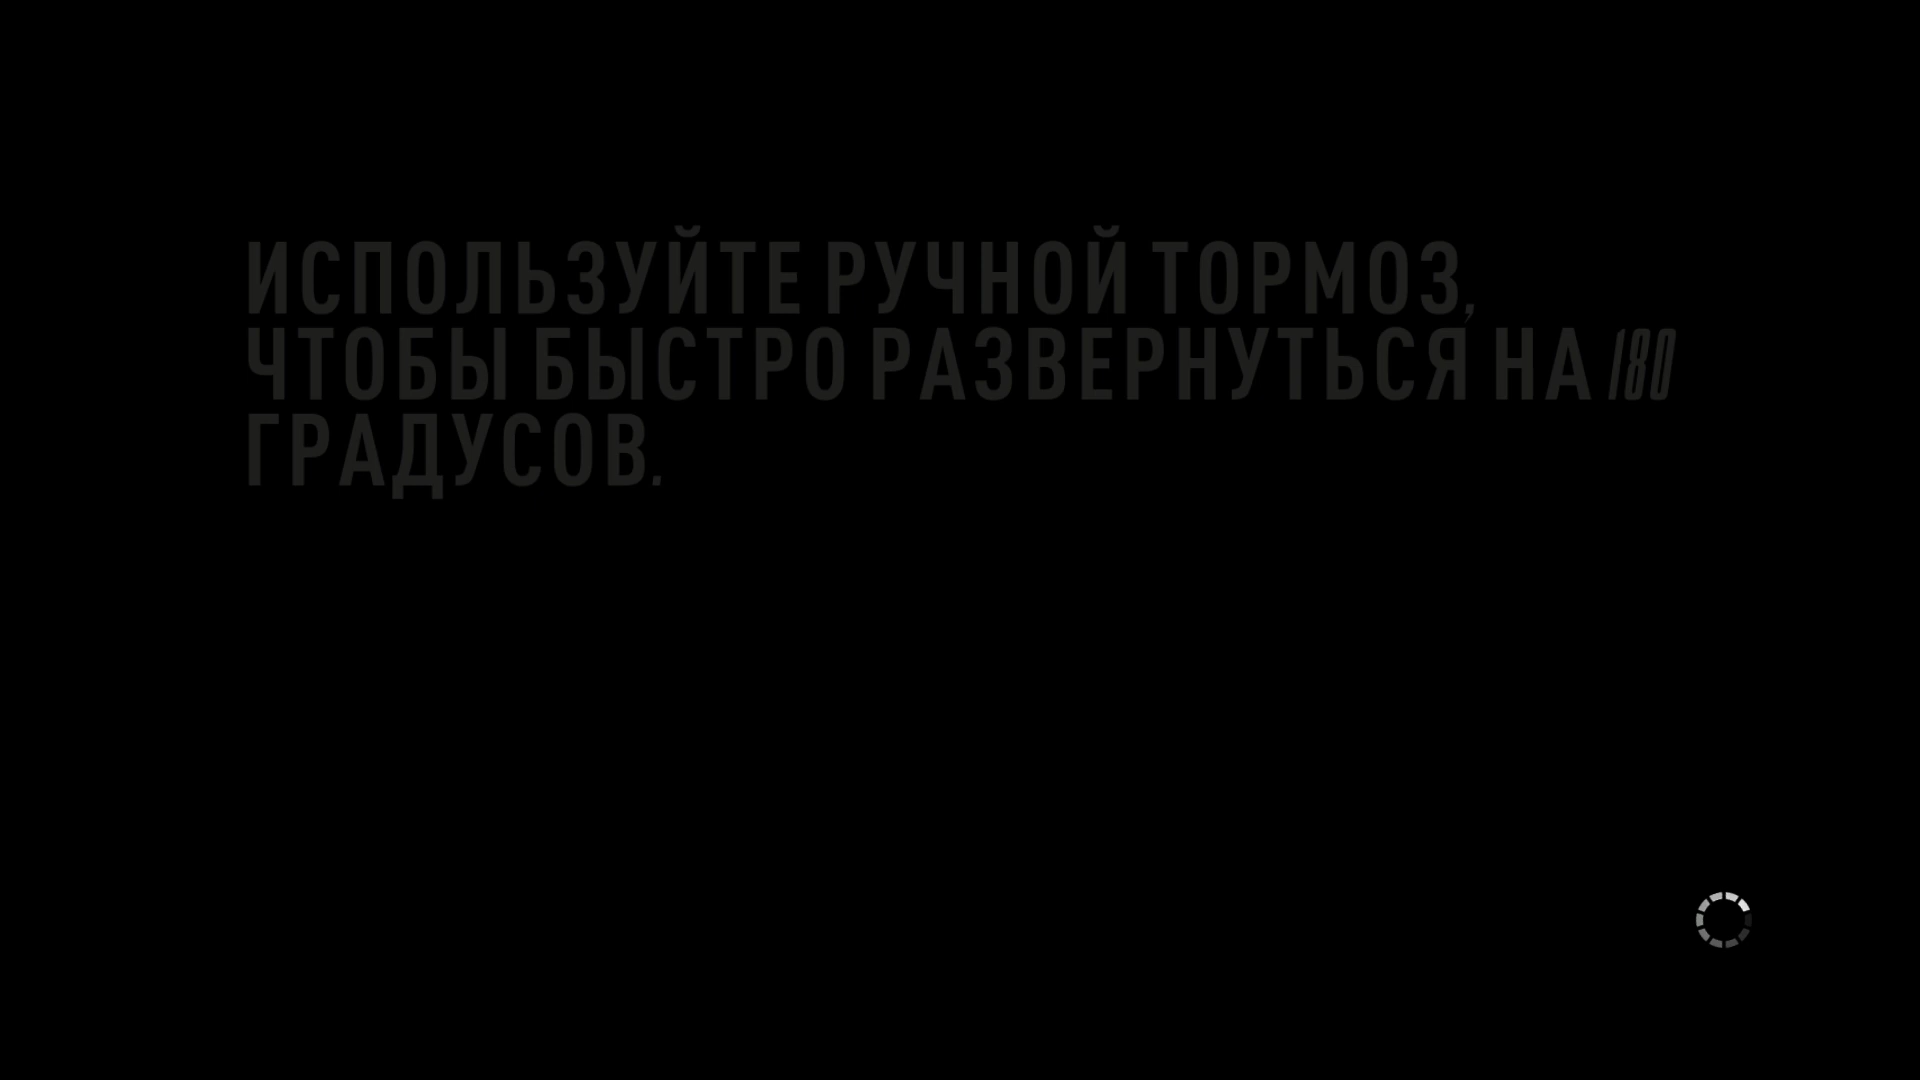 ИСПОЛЬЗУЙТЕ РУЧНОЙ ТОРМОЗ,
ЧТОБЫ БЫСТРО РАЗВЕРНУТЬСЯ НА 180
ГРАДУСОВ.